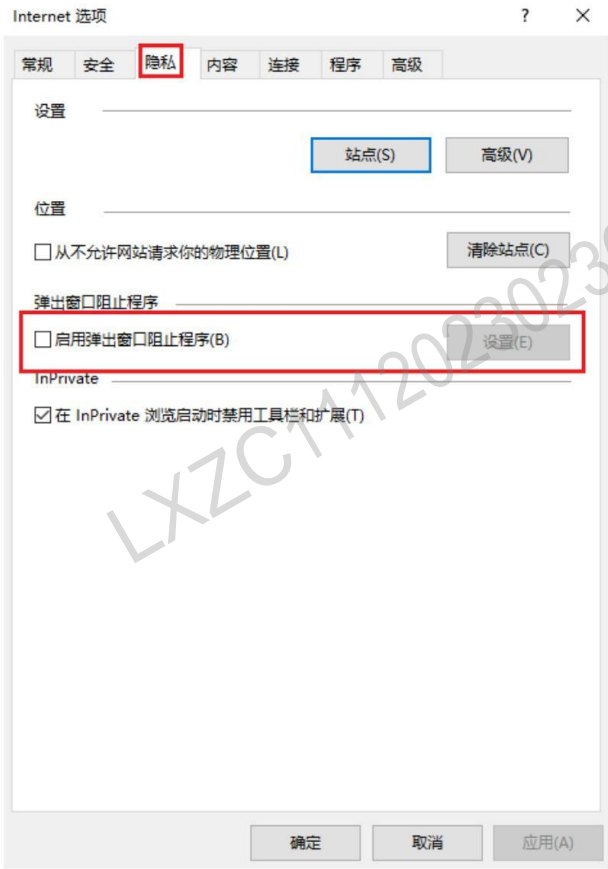 Internet 选项
常规 安全 隐私 内容 连接 程序 高级
设置
站点(S) 高级(V)
位置
从不允许网站请求你的物理位置(L) 清除站点(C)
弹出窗口阻止程序
启用弹出窗口阻止程序(B) 设置(E)
InPrivate
在 InPrivate 浏览启动时禁用工具栏和扩展(T)
LXZC11120230230
确定 取消 应用(A)